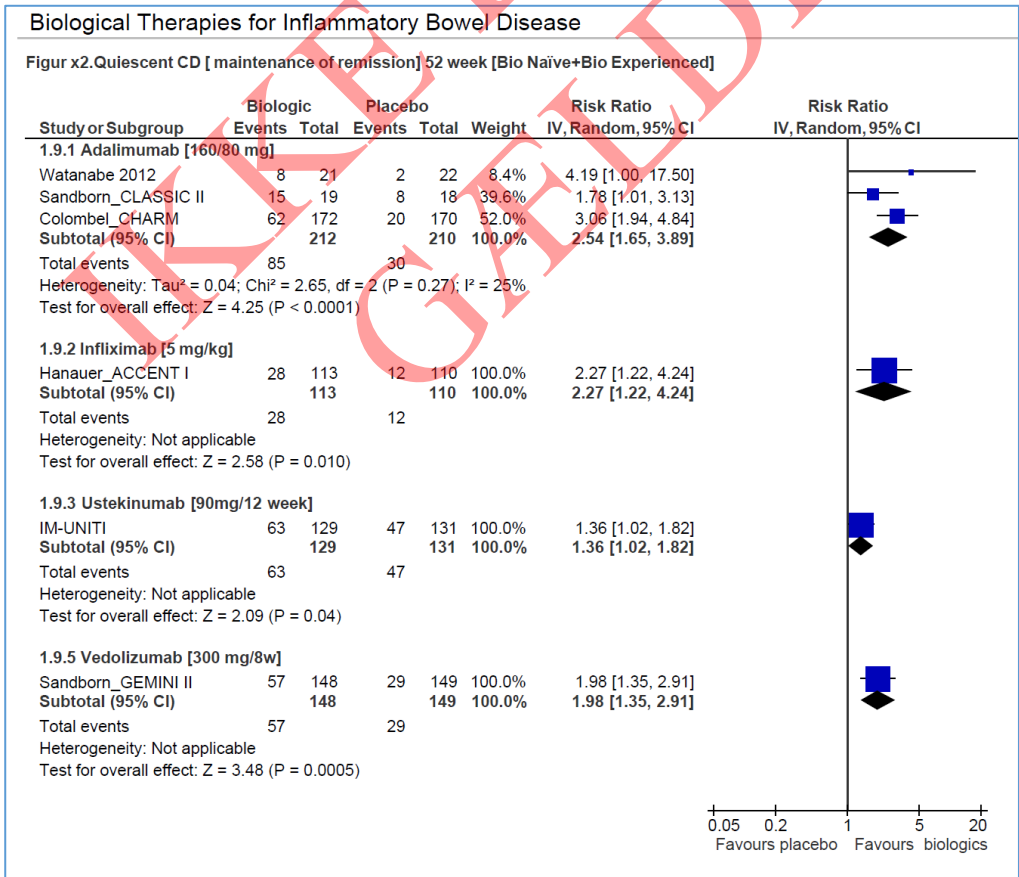 Biological Therapies for Inflammatory Bowel Disease
Figur x2.Quiescent CD [ maintenance of remission] 52 week [Bio Naïve+Bio Experienced]
Biologic Placebo Risk Ratio Risk Ratio
Study or Subgroup Events Total Events Total Weight IV, Random, 95% CI IV, Random, 95% CI
1.9.1 Adalimumab [160/80 mg]
Watanabe 2012 8 21 2 22 8.4% 4.19 [1.00, 17.50]
Sandborn_CLASSIC II 15 19 8 18 39.6% 1.78 [1.01, 3.13]
Colombel_CHARM 62 172 20 170 52.0% 3.06 [1.94, 4.84]
Subtotal (95% CI) 212 210 100.0% 2.54 [1.65, 3.89]
Total events 85 30
Heterogeneity: Tau² = 0.04; Chi² = 2.65, df = 2 (P = 0.27); I² = 25%
Test for overall effect: Z = 4.25 (P < 0.0001)
1.9.2 Infliximab [5 mg/kg]
Hanauer_ACCENT I 28 113 12 110 100.0% 2.27 [1.22, 4.24]
Subtotal (95% CI) 113 110 100.0% 2.27 [1.22, 4.24]
Total events 28 12
Heterogeneity: Not applicable
Test for overall effect: Z = 2.58 (P = 0.010)
1.9.3 Ustekinumab [90mg/12 week]
IM-UNITI 63 129 47 131 100.0% 1.36 [1.02, 1.82]
Subtotal (95% CI) 129 131 100.0% 1.36 [1.02, 1.82]
Total events 63 47
Heterogeneity: Not applicable
Test for overall effect: Z = 2.09 (P = 0.04)
1.9.5 Vedolizumab [300 mg/8w]
Sandborn_GEMINI II 57 148 29 149 100.0% 1.98 [1.35, 2.91]
Subtotal (95% CI) 148 149 100.0% 1.98 [1.35, 2.91]
Total events 57 29
Heterogeneity: Not applicable
Test for overall effect: Z = 3.48 (P = 0.0005)
0.05 0.2 1 5 20
Favours placebo Favours biologics
IKKE
GÆLD